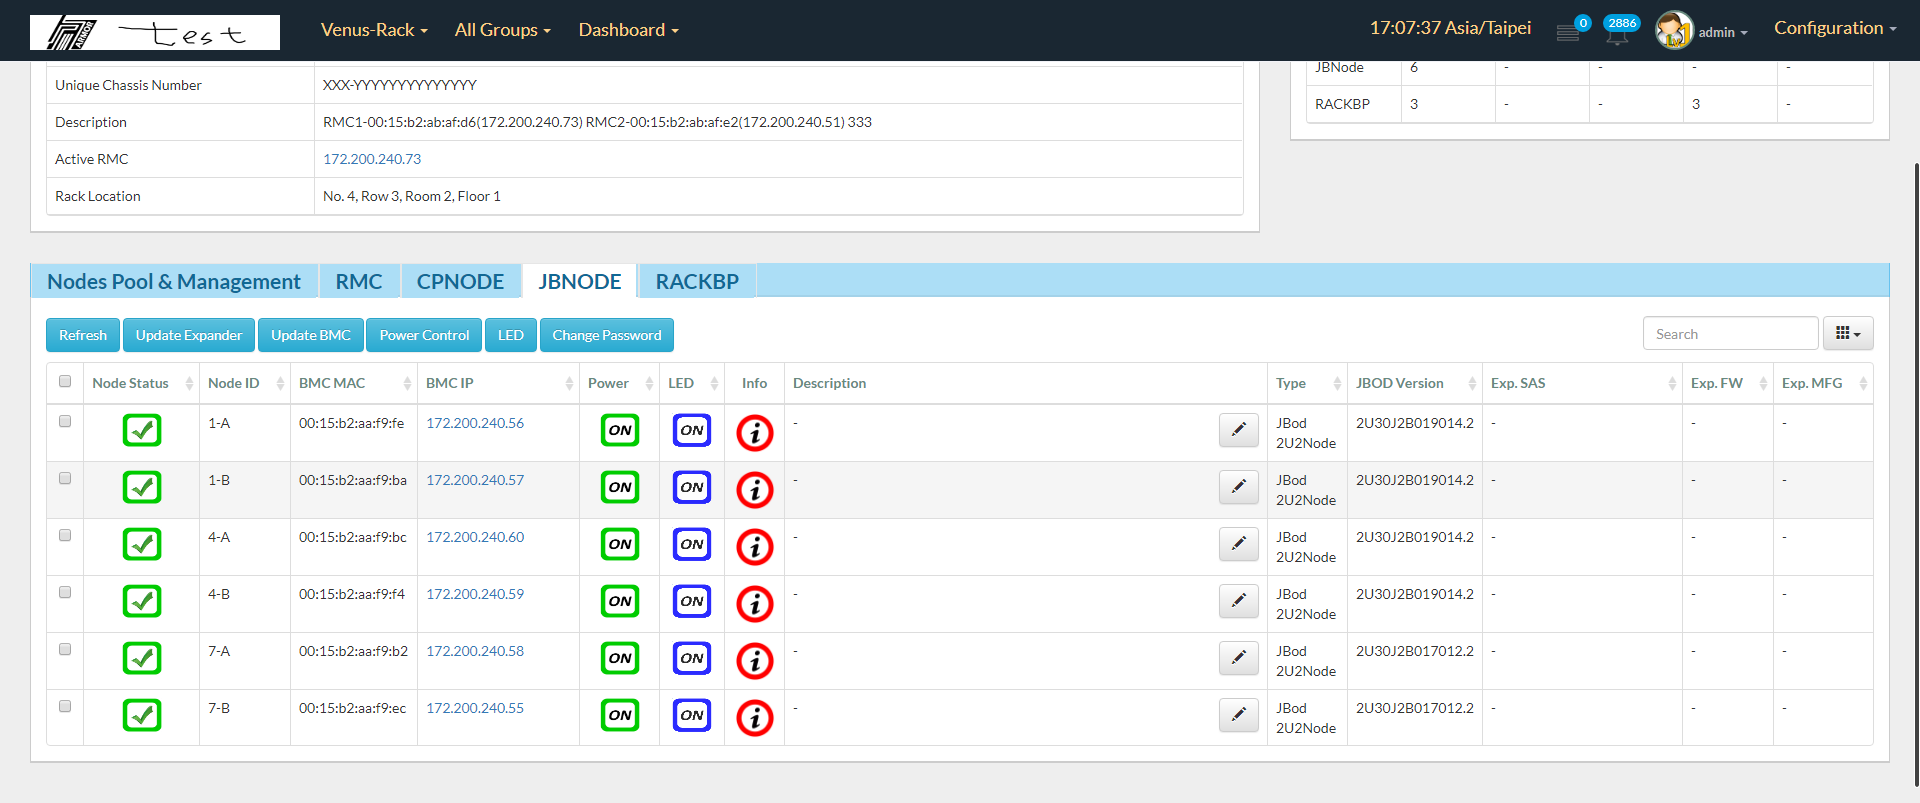 ARMOR test Venus-Rack All Groups Dashboard 17:07:37 Asia/Taipei 0 2886 admin Configuration
JBNode 6 - - - -
Unique Chassis Number XXX-YYYYYYYYYYYYYY
RACKBP 3 - - 3 -
Description RMC1-00:15:b2:ab:af:d6(172.200.240.73) RMC2-00:15:b2:ab:af:e2(172.200.240.51) 333
Active RMC 172.200.240.73
Rack Location No. 4, Row 3, Room 2, Floor 1
Nodes Pool & Management RMC CPNODE JBNODE RACKBP
Refresh Update Expander Update BMC Power Control LED Change Password Search
Node Status Node ID BMC MAC BMC IP Power LED Info Description Type JBOD Version Exp. SAS Exp. FW Exp. MFG
1-A 00:15:b2:aa:f9:fe 172.200.240.56 ON ON i - JBod 2U30J2B019014.2 - - -
2U2Node
1-B 00:15:b2:aa:f9:ba 172.200.240.57 ON ON i - JBod 2U30J2B019014.2 - - -
2U2Node
4-A 00:15:b2:aa:f9:bc 172.200.240.60 ON ON i - JBod 2U30J2B019014.2 - - -
2U2Node
4-B 00:15:b2:aa:f9:f4 172.200.240.59 ON ON i - JBod 2U30J2B019014.2 - - -
2U2Node
7-A 00:15:b2:aa:f9:b2 172.200.240.58 ON ON i - JBod 2U30J2B017012.2 - - -
2U2Node
7-B 00:15:b2:aa:f9:ec 172.200.240.55 ON ON i - JBod 2U30J2B017012.2 - - -
2U2Node